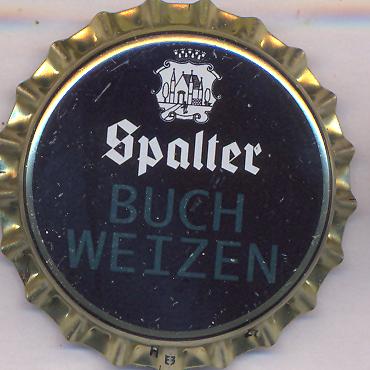 Spalter
BUCH
WEIZEN